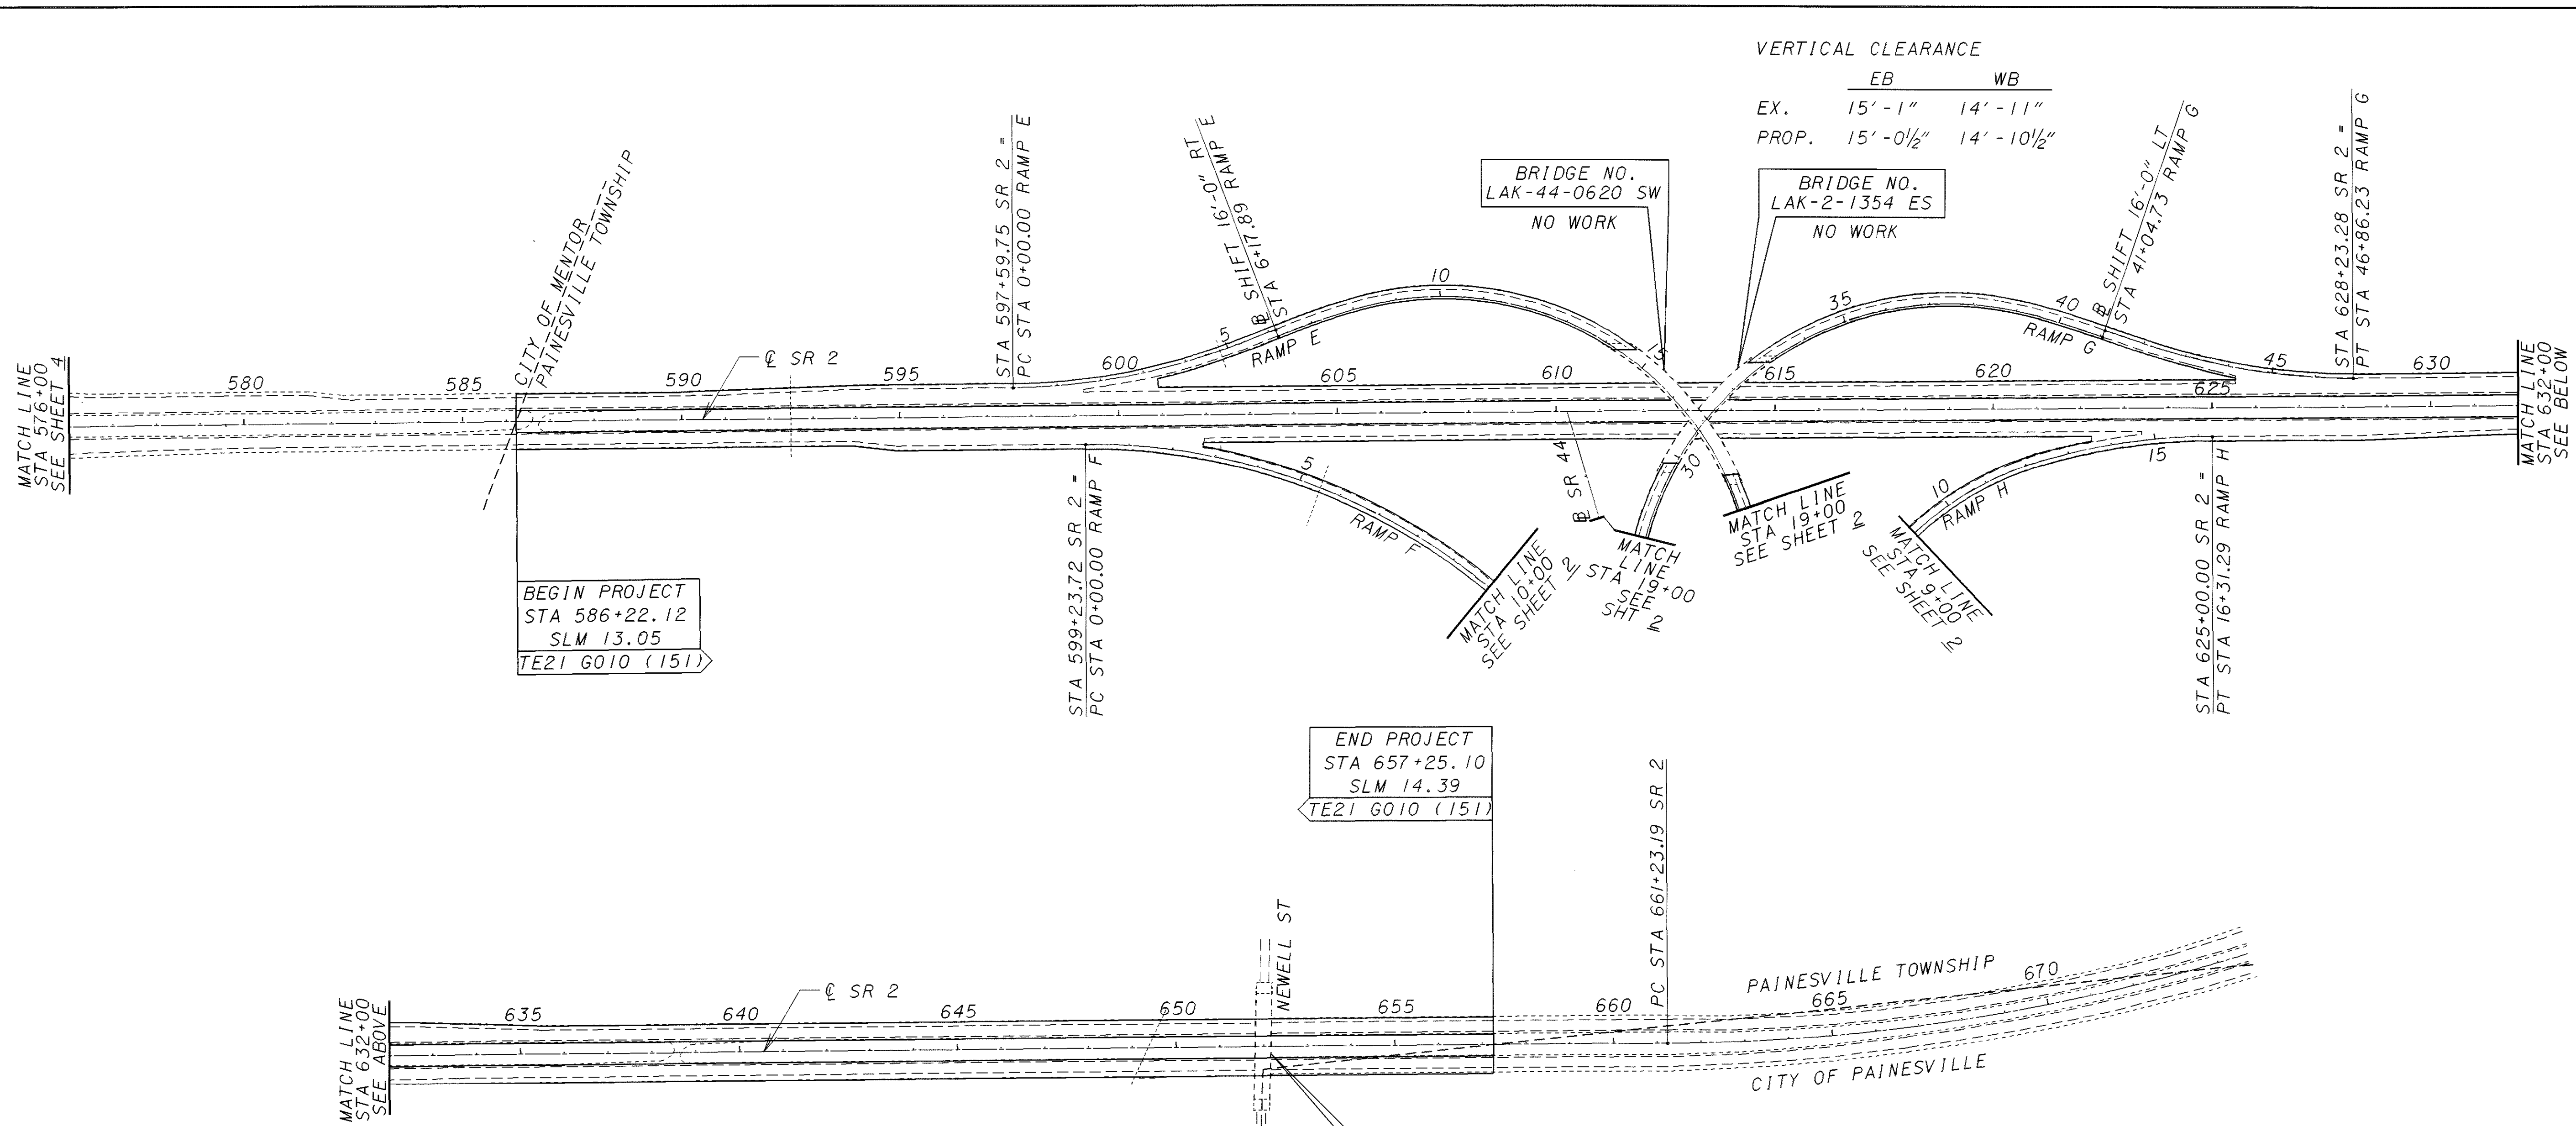 VERTICAL CLEARANCE
EB WB
EX. 15'-1" 14'-11"
PROP. 15'-0½" 14'-10½"
MATCH LINE
STA 576+00
SEE SHEET 4
CITY OF MENTOR
PAINESVILLE TOWNSHIP
STA 597+59.75 SR 2 =
PC STA 0+00.00 RAMP E
℄ SHIFT 16'-0" RT
STA 6+17.89 RAMP E
BRIDGE NO.
LAK-44-0620 SW
NO WORK
BRIDGE NO.
LAK-2-1354 ES
NO WORK
℄ SHIFT 16'-0" LT
STA 41+04.73 RAMP G
STA 628+23.28 SR 2 =
PT STA 46+86.23 RAMP G
MATCH LINE
STA 632+00
SEE BELOW
580 585 590 595 600 605 610 615 620 625 630
℄ SR 2
5 10 15
RAMP E
30 35 40 45
RAMP G
5
RAMP F
10 15
RAMP H
℄ SR 44
BEGIN PROJECT
STA 586+22.12
SLM 13.05
TE21 G010 (151)
STA 599+23.72 SR 2 =
PC STA 0+00.00 RAMP F
MATCH LINE
STA 10+00
SEE SHEET 2
MATCH
LINE
STA 19+00
SEE
SHT 2
MATCH LINE
STA 19+00
SEE SHEET 2
MATCH LINE
STA 9+00
SEE SHEET 2
STA 625+00.00 SR 2 =
PT STA 16+31.29 RAMP H
END PROJECT
STA 657+25.10
SLM 14.39
TE21 G010 (151)
MATCH LINE
STA 632+00
SEE ABOVE
635 640 645 650 655 660 665 670
℄ SR 2
NEWELL ST
PC STA 661+23.19 SR 2
PAINESVILLE TOWNSHIP
CITY OF PAINESVILLE